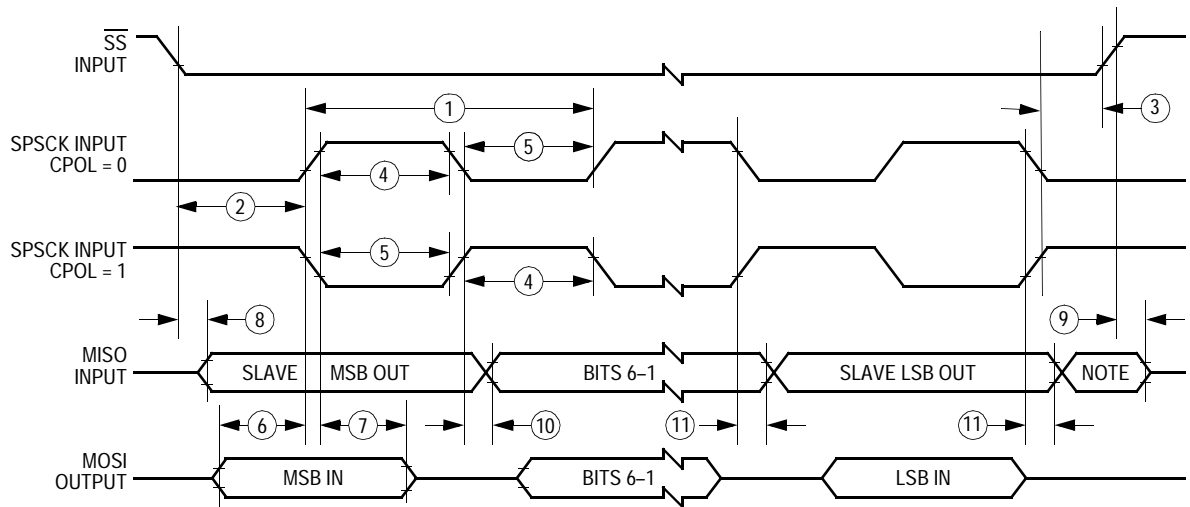 SS
INPUT
1
3
SPSCK INPUT
CPOL = 0
5
4
2
SPSCK INPUT
CPOL = 1
5
4
8
9
MISO
INPUT
SLAVE MSB OUT
BITS 6–1
SLAVE LSB OUT
NOTE
6
7
10
11
11
MOSI
OUTPUT
MSB IN
BITS 6–1
LSB IN